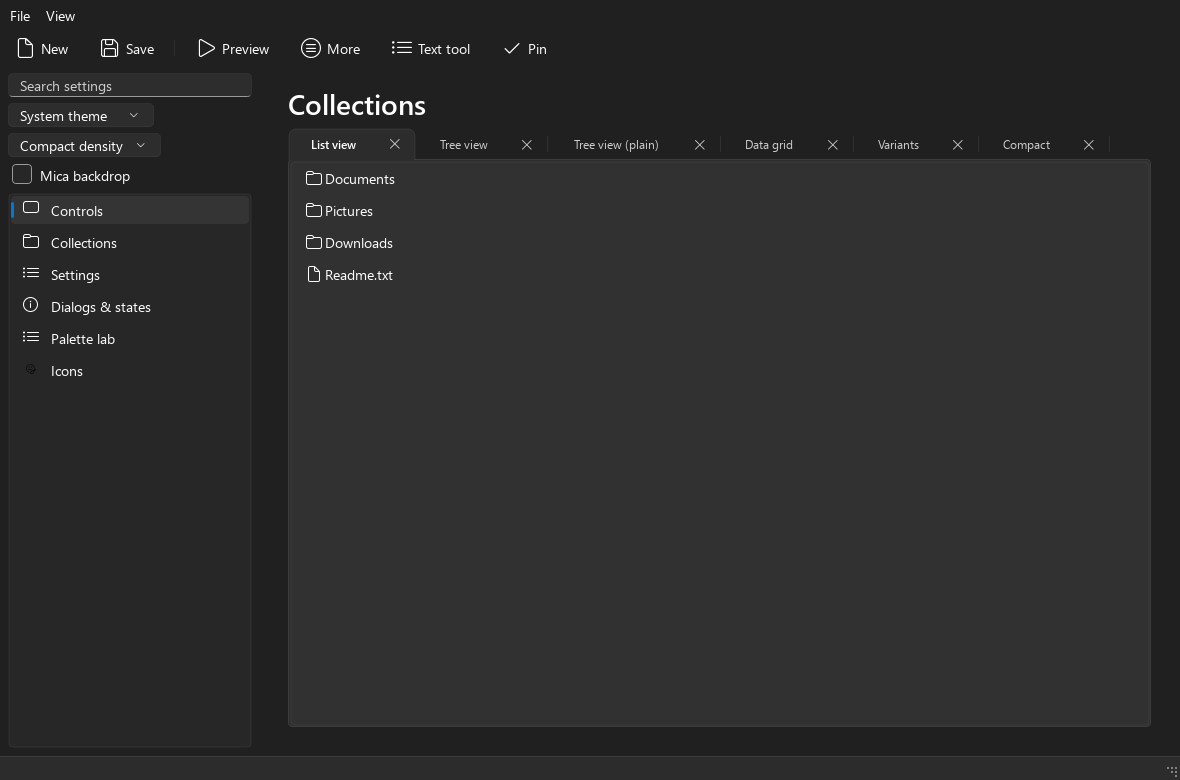 File View
New Save Preview More Text tool Pin
Search settings
System theme
Compact density
Mica backdrop
Controls
Collections
Settings
Dialogs & states
Palette lab
Icons
Collections
List view Tree view Tree view (plain) Data grid Variants Compact
Documents
Pictures
Downloads
Readme.txt